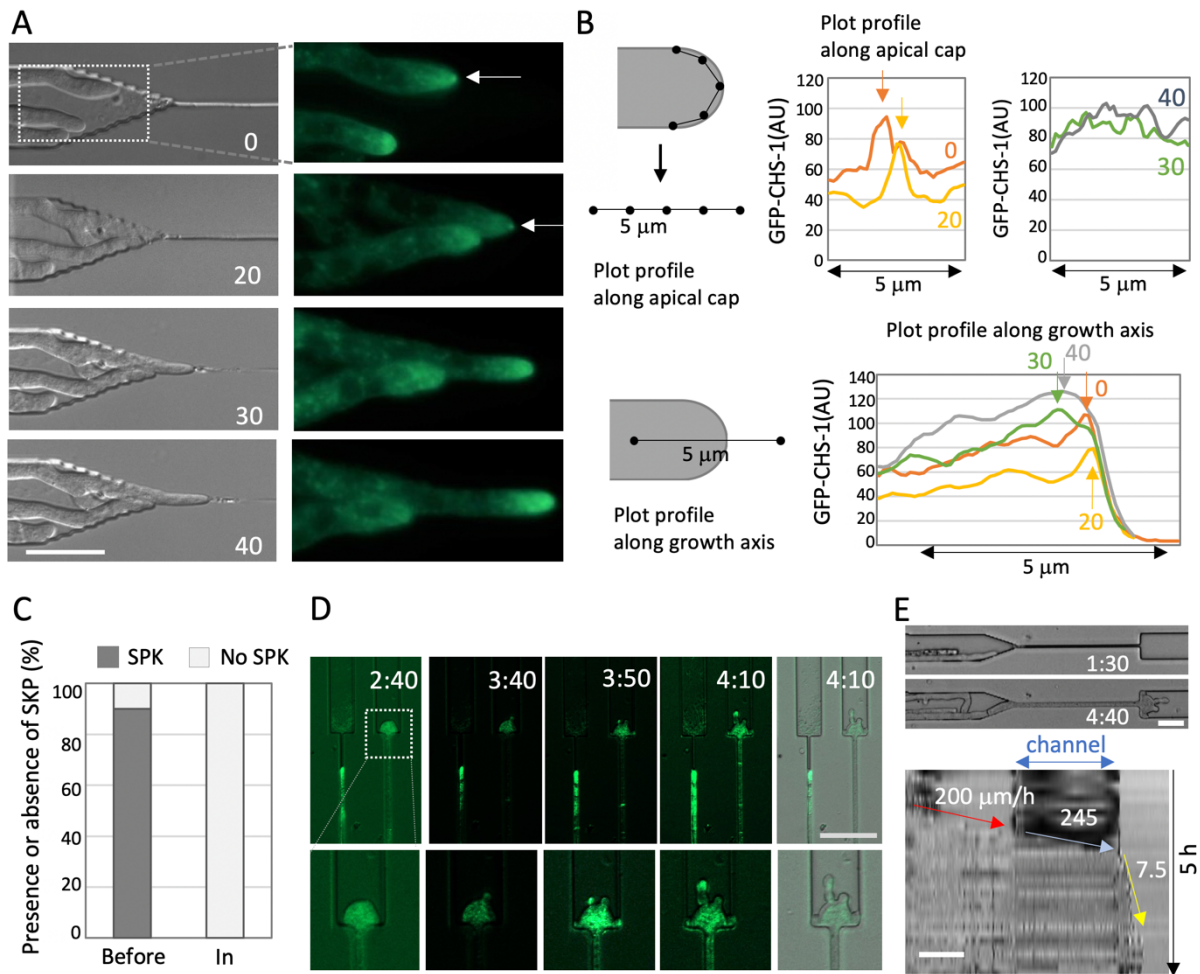 A
0
20
30
40
B
Plot profile
along apical cap
5 μm
Plot profile
along apical cap
GFP-CHS-1(AU)
120
100
80
60
40
20
0
0
20
5 μm
GFP-CHS-1(AU)
120
100
80
60
40
20
0
40
30
5 μm
Plot profile along growth axis
5 μm
Plot profile
along growth axis
GFP-CHS-1(AU)
140
120
100
80
60
40
20
0
30
40
0
20
5 μm
C
Presence or absence of SKP (%)
SPK
No SPK
100
80
60
40
20
0
Before
In
D
2:40
3:40
3:50
4:10
4:10
E
1:30
4:40
channel
200 μm/h
245
7.5
5 h